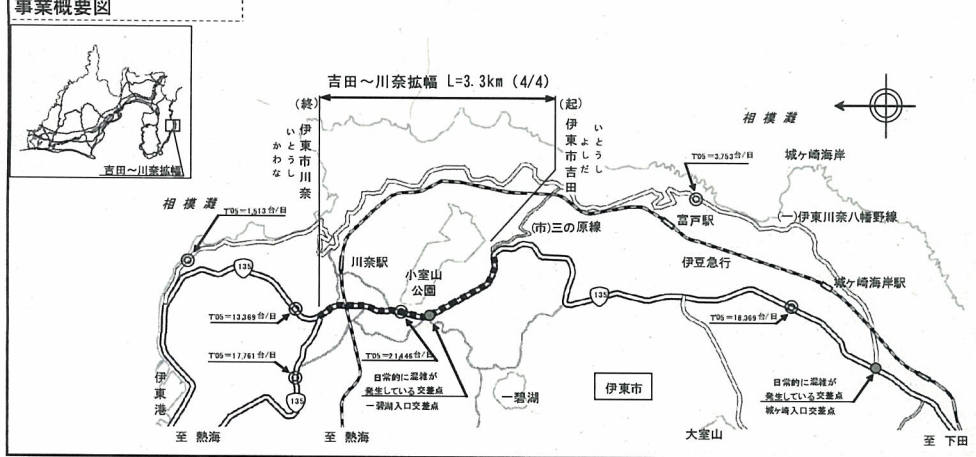 事業概要図
吉田～川奈拡幅
吉田～川奈拡幅 L=3.3km (4/4)
(終)
伊東市川奈
いとうし
かわな
(起)
伊東市吉田
いとうし
よしだ
相模灘
相模灘
城ヶ崎海岸
T'05=3,753台/日
T'05=1,513台/日
(市)三の原線
富戸駅
(一)伊東川奈八幡野線
川奈駅
小室山
公園
伊豆急行
城ヶ崎海岸駅
135
135
T'05=13,369台/日
T'05=18,369台/日
T'05=17,761台/日
T'05=21,446台/日
135
伊東港
日常的に混雑が
発生している交差点
一碧湖入口交差点
一碧湖
伊東市
日常的に混雑が
発生している交差点
城ヶ崎入口交差点
大室山
至 熱海
至 熱海
至 下田